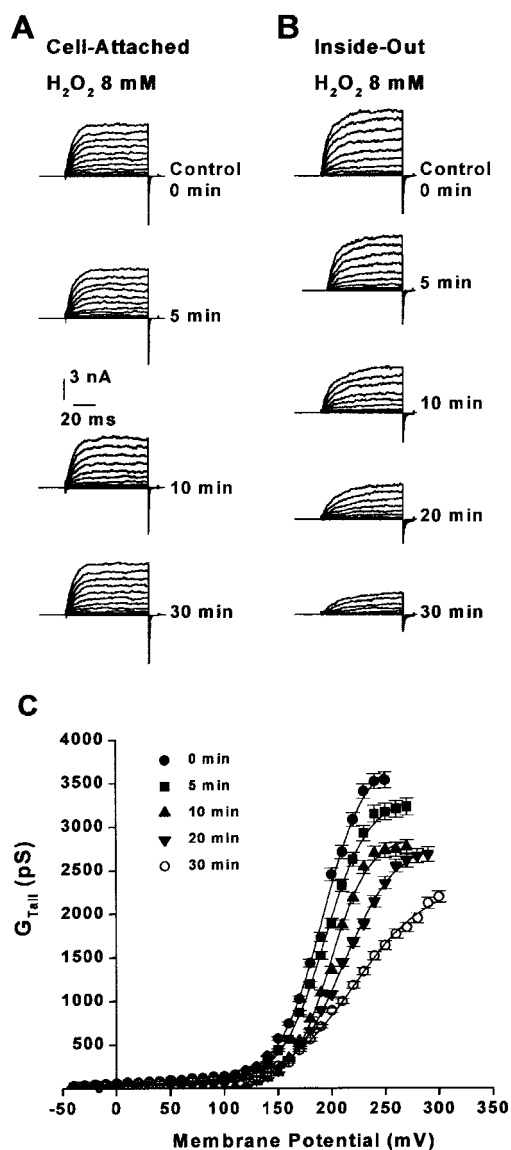 A
Cell-Attached
H2O2 8 mM
Control
0 min
5 min
3 nA
20 ms
10 min
30 min
B
Inside-Out
H2O2 8 mM
Control
0 min
5 min
10 min
20 min
30 min
C
4000
3500
3000
2500
2000
1500
1000
500
GTail (pS)
0 min
5 min
10 min
20 min
30 min
-50 0 50 100 150 200 250 300 350
Membrane Potential (mV)